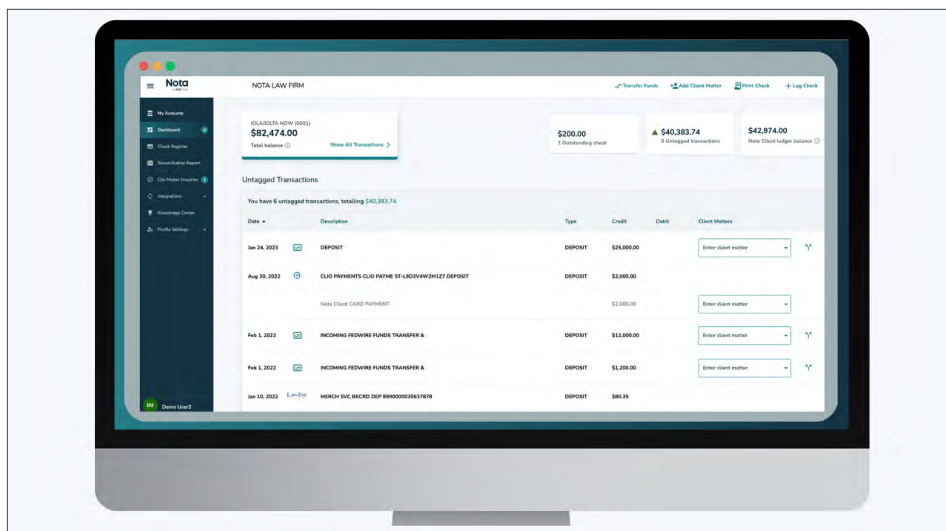 Nota
NOTA LAW FIRM
Transfer Funds
Add Client Matter
Print Check
+ Log Check
My Accounts
Dashboard
Check Register
Reconciliation Report
Clio Matter Importer
Integrations
Knowledge Center
Profile Settings
DU Demo User2
IOLA/IOLTA NOW (0001)
$82,474.00
Total balance
Show All Transactions >
$200.00
1 Outstanding check
$40,383.74
6 Untagged transactions
$42,974.00
Nota Client ledger balance
Untagged Transactions
You have 6 untagged transactions, totalling $40,383.74
Date Description Type Credit Debit Client Matters
Jan 24, 2023 DEPOSIT DEPOSIT $25,000.00 Enter client matter
Aug 30, 2022 CLIO PAYMENTS CLIO PAYME ST-L9O3V4W2M1Z7 DEPOSIT DEPOSIT $2,000.00
Nota Client CARD PAYMENT $2,000.00 Enter client matter
Feb 1, 2022 INCOMING FEDWIRE FUNDS TRANSFER & DEPOSIT $12,000.00 Enter client matter
Feb 1, 2022 INCOMING FEDWIRE FUNDS TRANSFER & DEPOSIT $1,200.00 Enter client matter
Jan 10, 2022 LAWPAY MERCH SVC BKCRD DEP 8990000030637878 DEPOSIT $80.35